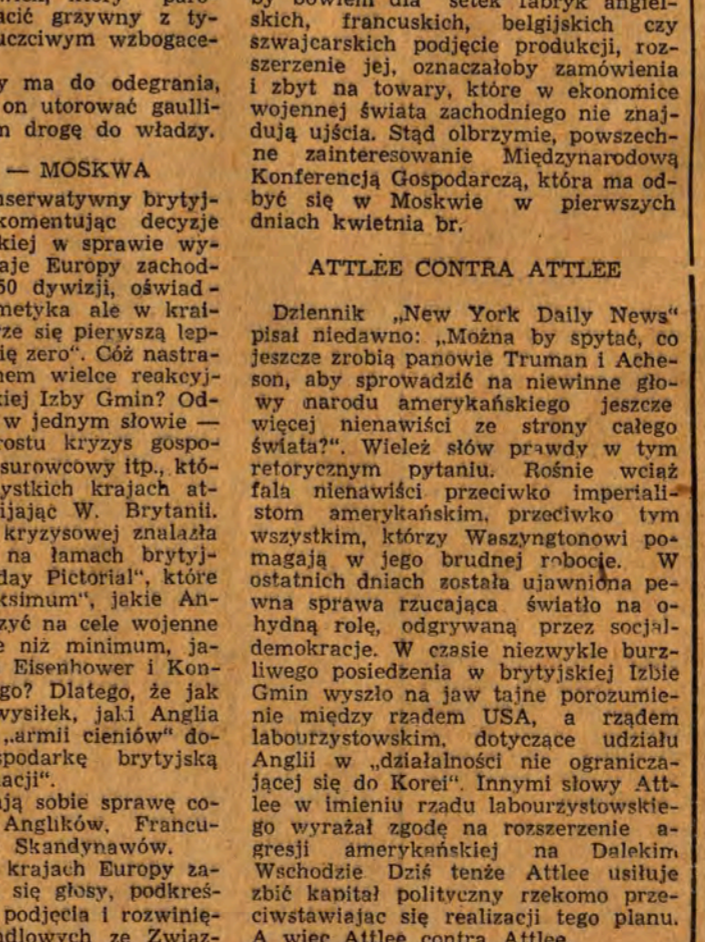 acić grzywny z ty-
uczciwym wzbogace-
y ma do odegrania,
on utorować gaulli-
m drogę do władzy.
— MOSKWA
nserwatywny brytyj-
komentując decyzje
kiej w sprawie wy-
aje Europy zachod-
50 dywizji, oświad-
metyka ale w krai-
rze się pierwszą lep-
ię zero“. Cóż nastra-
nem wielce reakcyj-
kiej Izby Gmin? Od-
w jednym słowie —
rostu kryzys gospo-
surowcowy itp., któ-
ystkich krajach at-
ijając W. Brytanii.
kryzysowej znalazła
na łamach brytyj-
day Pictorial“, które
ksimum“, jakie An-
zyć na cele wojenne
e niż minimum, ja-
Eisenhower i Kon-
go? Dlatego, że jak
wysiłek, jaki Anglia
„armii cieniów“ do-
spodarkę brytyjską
acji“.
ają sobie sprawę co-
Anglików, Francu-
Skandynawów.
krajach Europy za-
się głosy, podkreś-
podjęcia i rozwinię-
ndlowych ze Związ-
by bowiem dla setek fabryk angiel-
skich, francuskich, belgijskich czy
szwajcarskich podjęcie produkcji, roz-
szerzenie jej, oznaczałoby zamówienia
i zbyt na towary, które w ekonomice
wojennej świata zachodniego nie znaj-
dują ujścia. Stąd olbrzymie, powszech-
ne zainteresowanie Międzynarodową
Konferencją Gospodarczą, która ma od-
być się w Moskwie w pierwszych
dniach kwietnia br.
ATTLEE CONTRA ATTLEE
Dziennik „New York Daily News“
pisał niedawno: „Można by spytać, co
jeszcze zrobią panowie Truman i Ache-
son, aby sprowadzić na niewinne gło-
wy narodu amerykańskiego jeszcze
więcej nienawiści ze strony całego
świata?“. Wieleż słów prawdy w tym
retorycznym pytaniu. Rośnie wciąż
fala nienawiści przeciwko imperiali-
stom amerykańskim, przeciwko tym
wszystkim, którzy Waszyngtonowi po-
magają w jego brudnej robocie. W
ostatnich dniach została ujawniona pe-
wna sprawa rzucająca światło na o-
hydną rolę, odgrywaną przez socjal-
demokracje. W czasie niezwykle burz-
liwego posiedzenia w brytyjskiej Izbie
Gmin wyszło na jaw tajne porozumie-
nie między rządem USA, a rządem
labourzystowskim, dotyczące udziału
Anglii w „działalności nie ogranicza-
jącej się do Korei“. Innymi słowy Att-
lee w imieniu rzadu labourzystowskie-
go wyrażał zgodę na rozszerzenie a-
gresji amerykańskiej na Dalekim
Wschodzie Dziś tenże Attlee usiłuje
zbić kapitał polityczny rzekomo prze-
ciwstawiajac się realizacji tego planu.
A więc Attlee contra Attlee